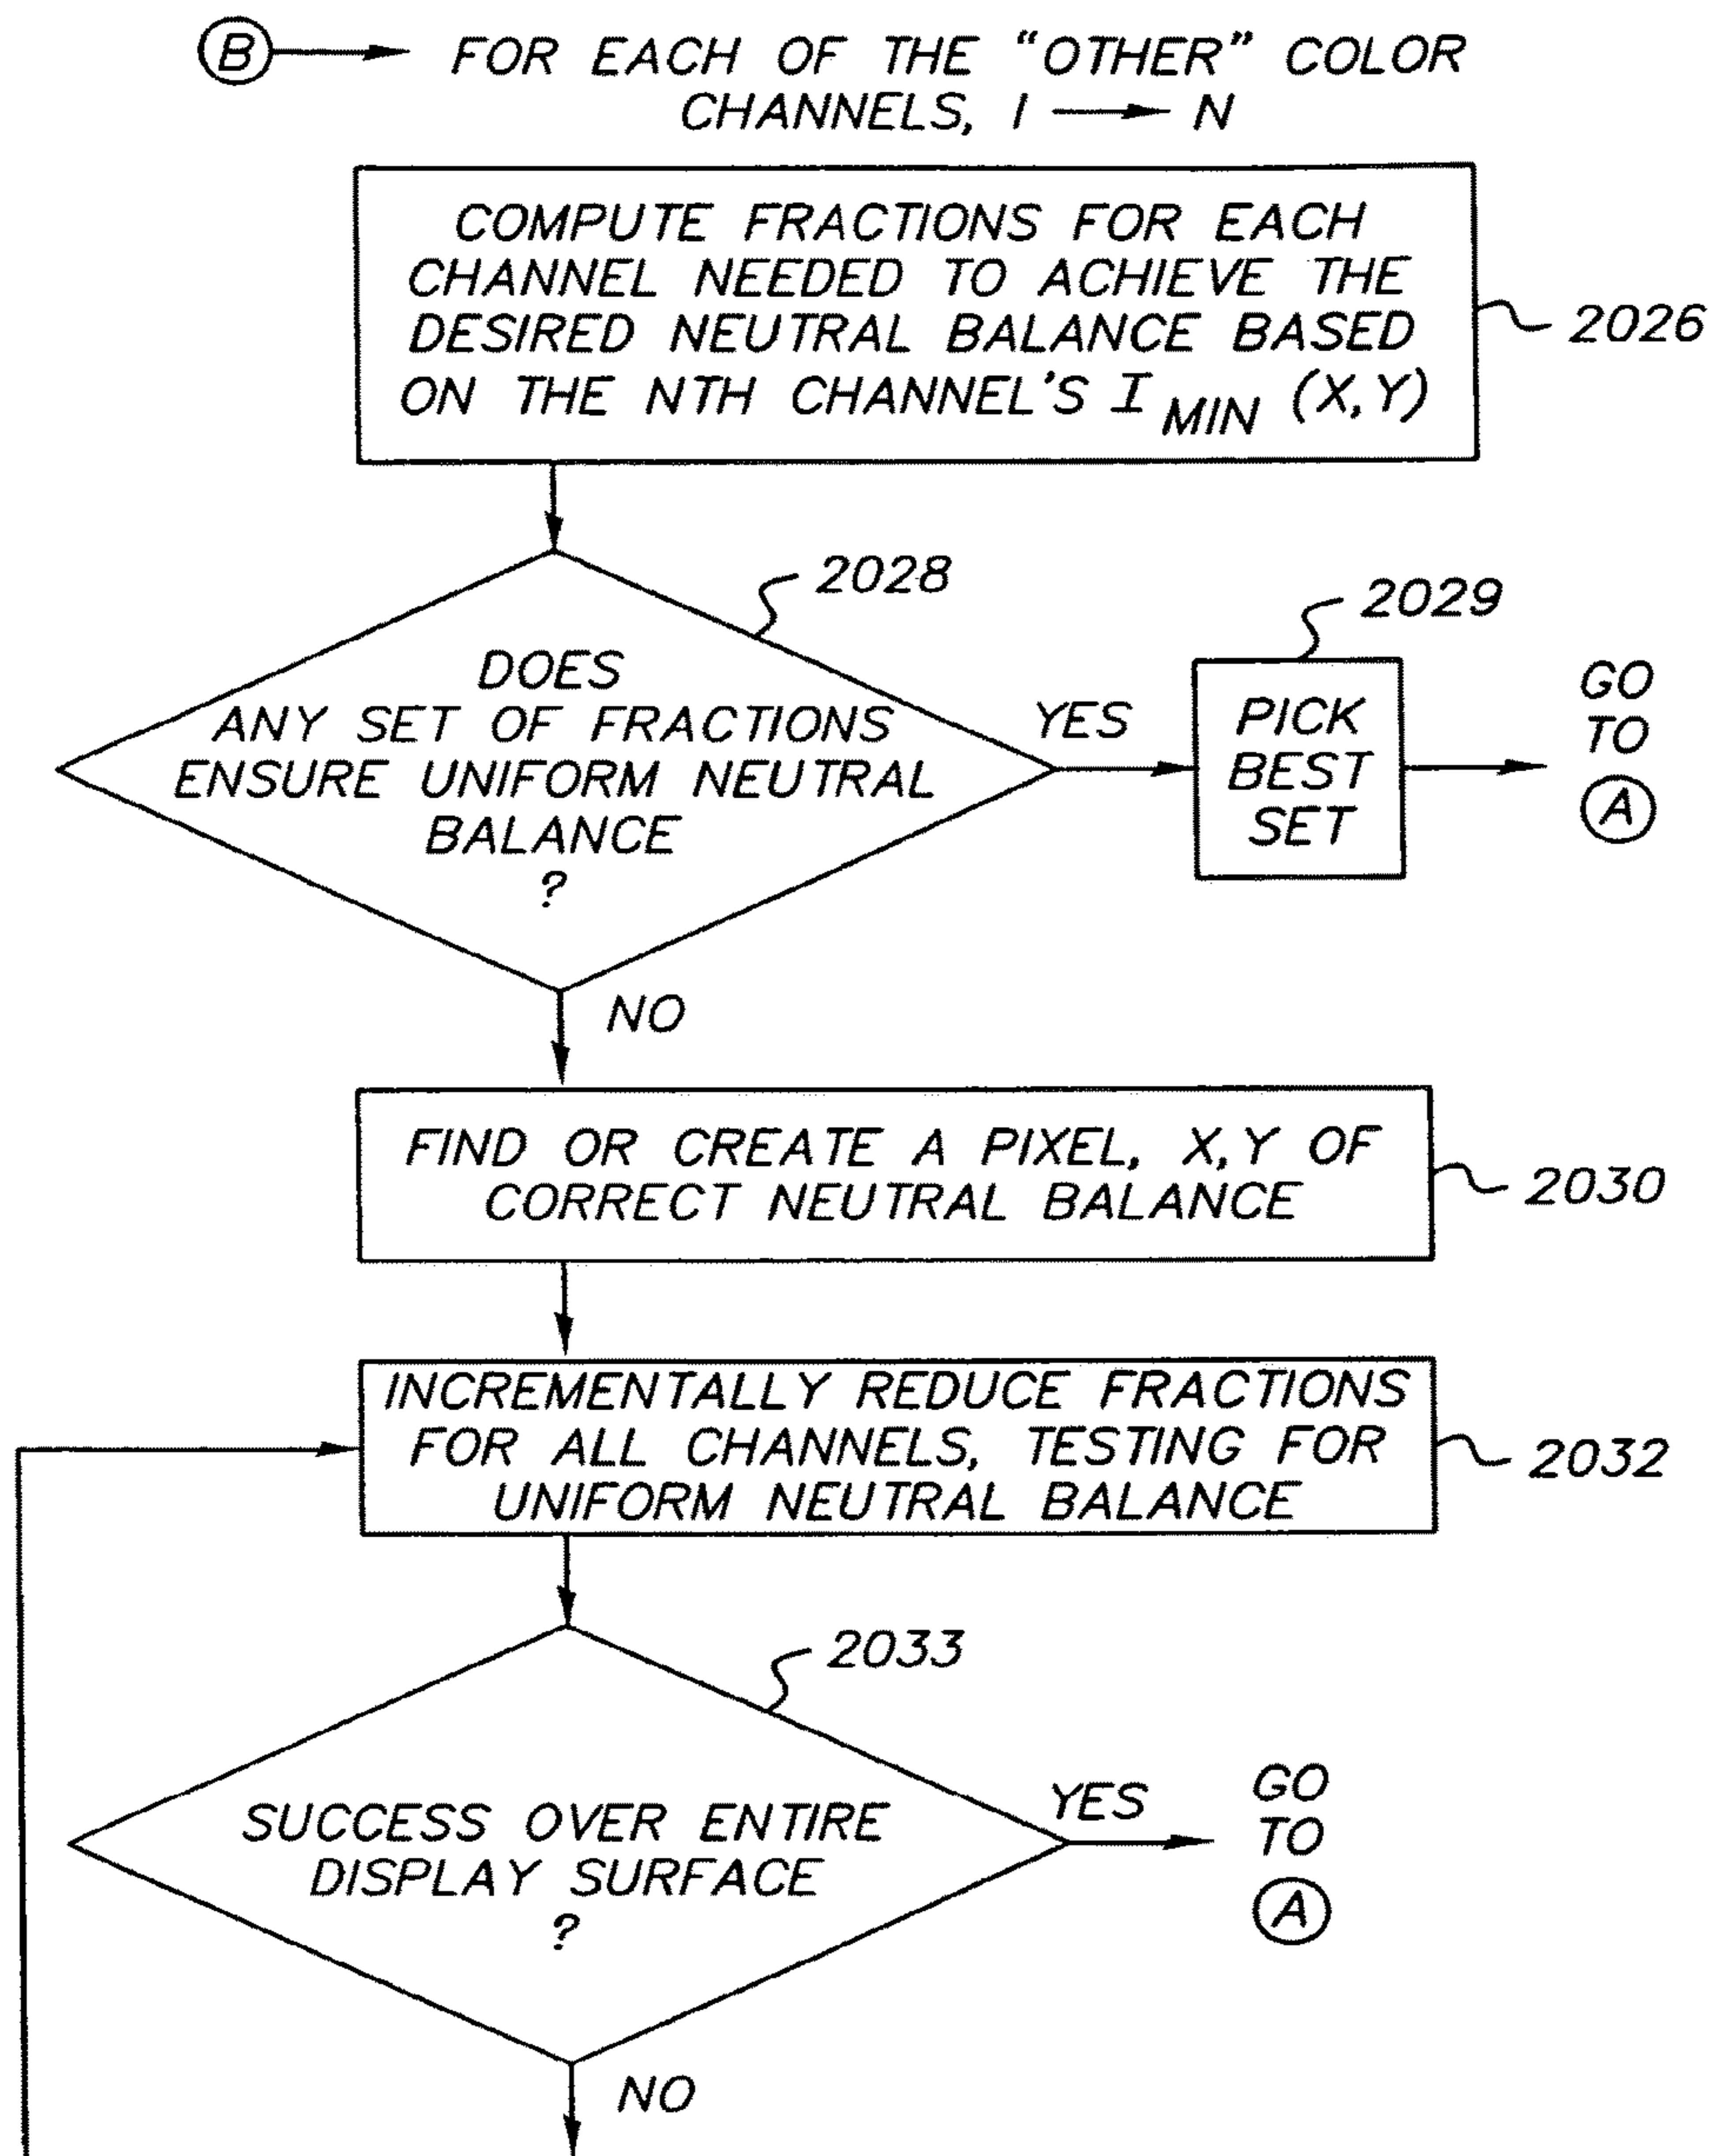 B FOR EACH OF THE “OTHER” COLOR
CHANNELS, I N
COMPUTE FRACTIONS FOR EACH
CHANNEL NEEDED TO ACHIEVE THE
DESIRED NEUTRAL BALANCE BASED
ON THE NTH CHANNEL'S I MIN (X,Y)
2026
2028
DOES
ANY SET OF FRACTIONS
ENSURE UNIFORM NEUTRAL
BALANCE
?
YES
2029
PICK
BEST
SET
GO
TO
A
NO
FIND OR CREATE A PIXEL, X,Y OF
CORRECT NEUTRAL BALANCE
2030
INCREMENTALLY REDUCE FRACTIONS
FOR ALL CHANNELS, TESTING FOR
UNIFORM NEUTRAL BALANCE
2032
2033
SUCCESS OVER ENTIRE
DISPLAY SURFACE
?
YES
GO
TO
A
NO